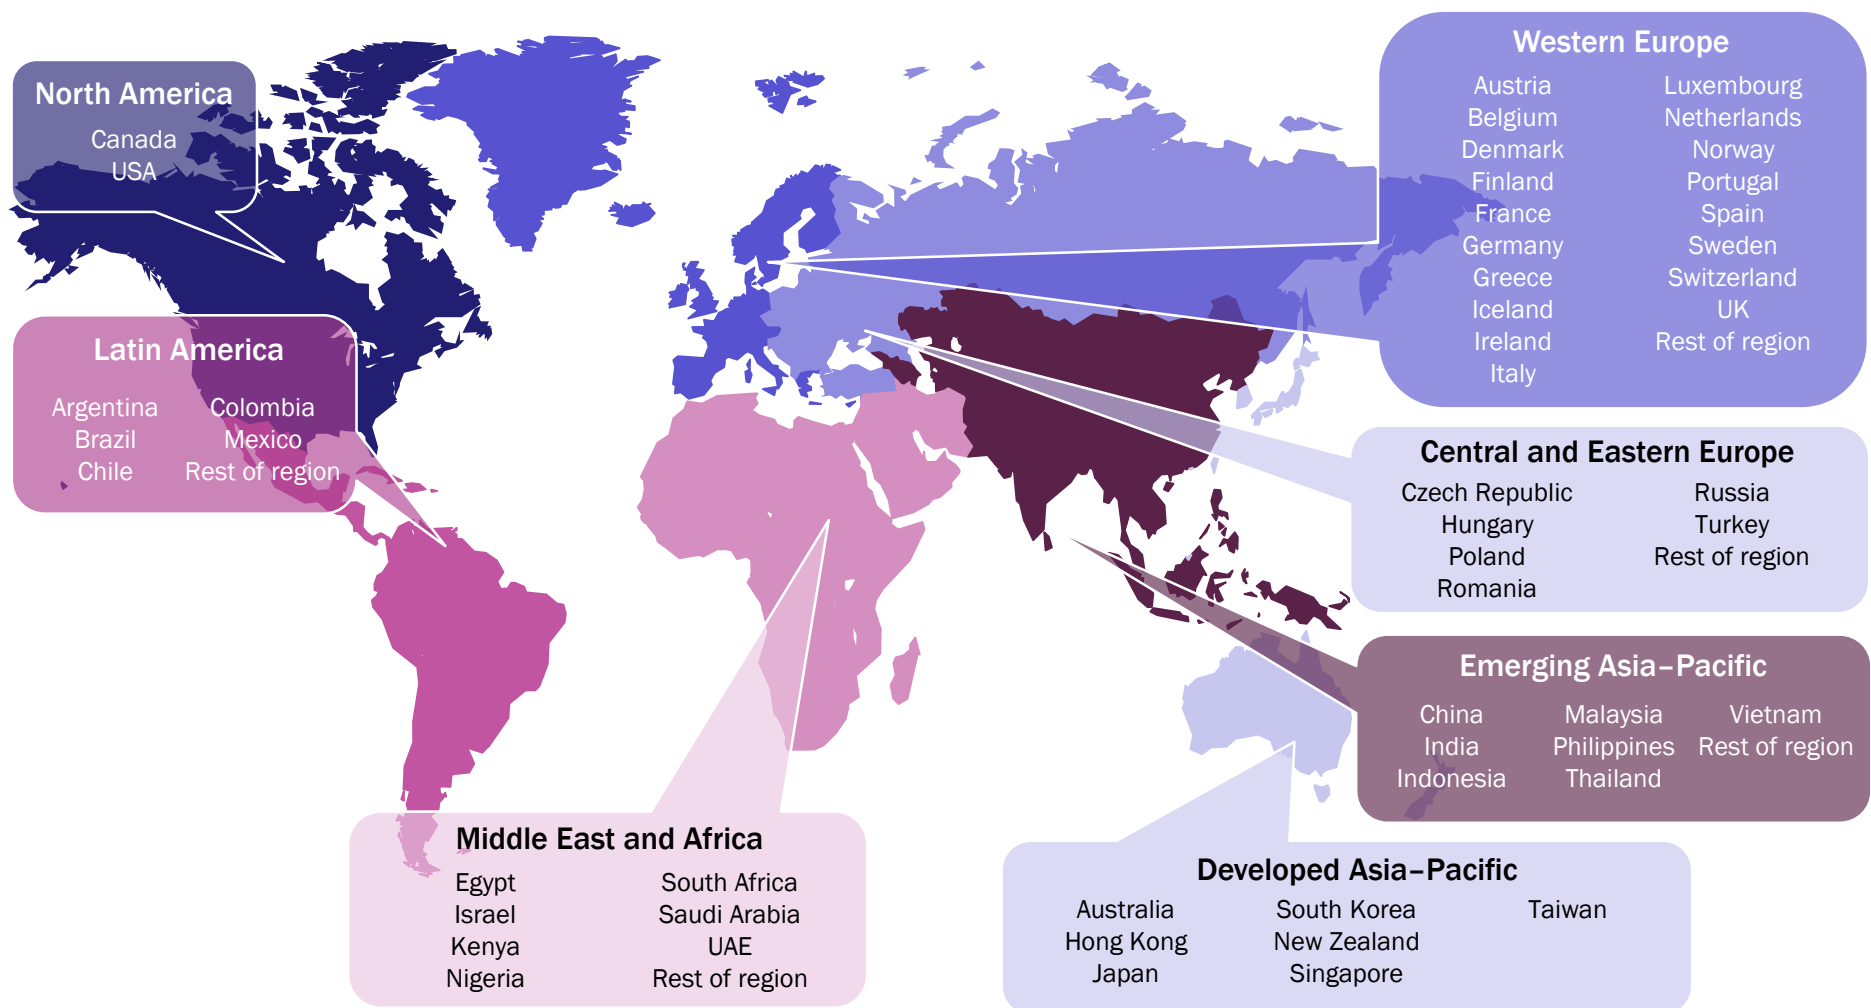 North America
Canada
USA
Latin America
Argentina
Brazil
Chile
Colombia
Mexico
Rest of region
Western Europe
Austria
Belgium
Denmark
Finland
France
Germany
Greece
Iceland
Ireland
Italy
Luxembourg
Netherlands
Norway
Portugal
Spain
Sweden
Switzerland
UK
Rest of region
Central and Eastern Europe
Czech Republic
Hungary
Poland
Romania
Russia
Turkey
Rest of region
Emerging Asia–Pacific
China
India
Indonesia
Malaysia
Philippines
Thailand
Vietnam
Rest of region
Middle East and Africa
Egypt
Israel
Kenya
Nigeria
South Africa
Saudi Arabia
UAE
Rest of region
Developed Asia–Pacific
Australia
Hong Kong
Japan
South Korea
New Zealand
Singapore
Taiwan